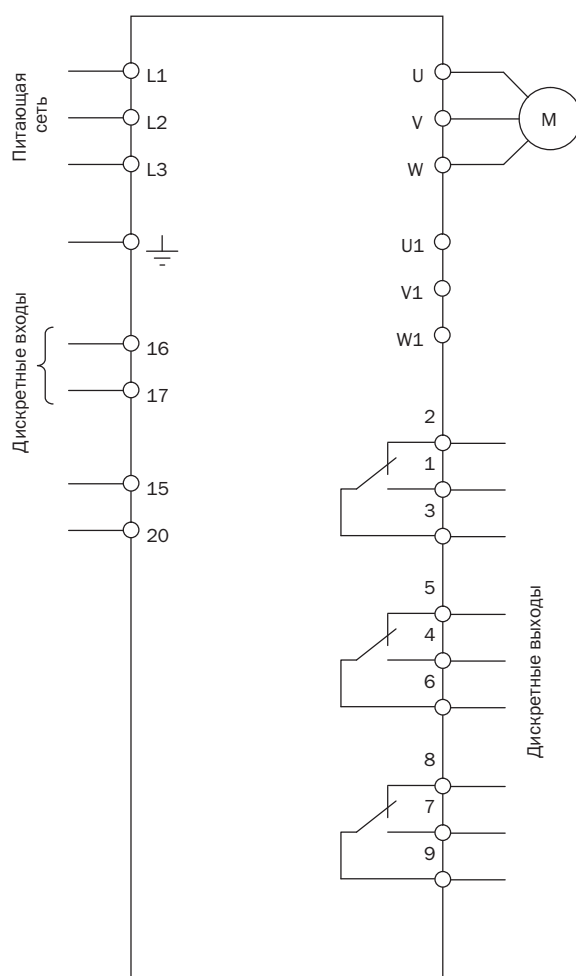 Питающая
сеть
L1
L2
L3
Дискретные входы
16
17
15
20
U
V
W
M
U1
V1
W1
2
1
3
5
4
6
8
7
9
Дискретные выходы